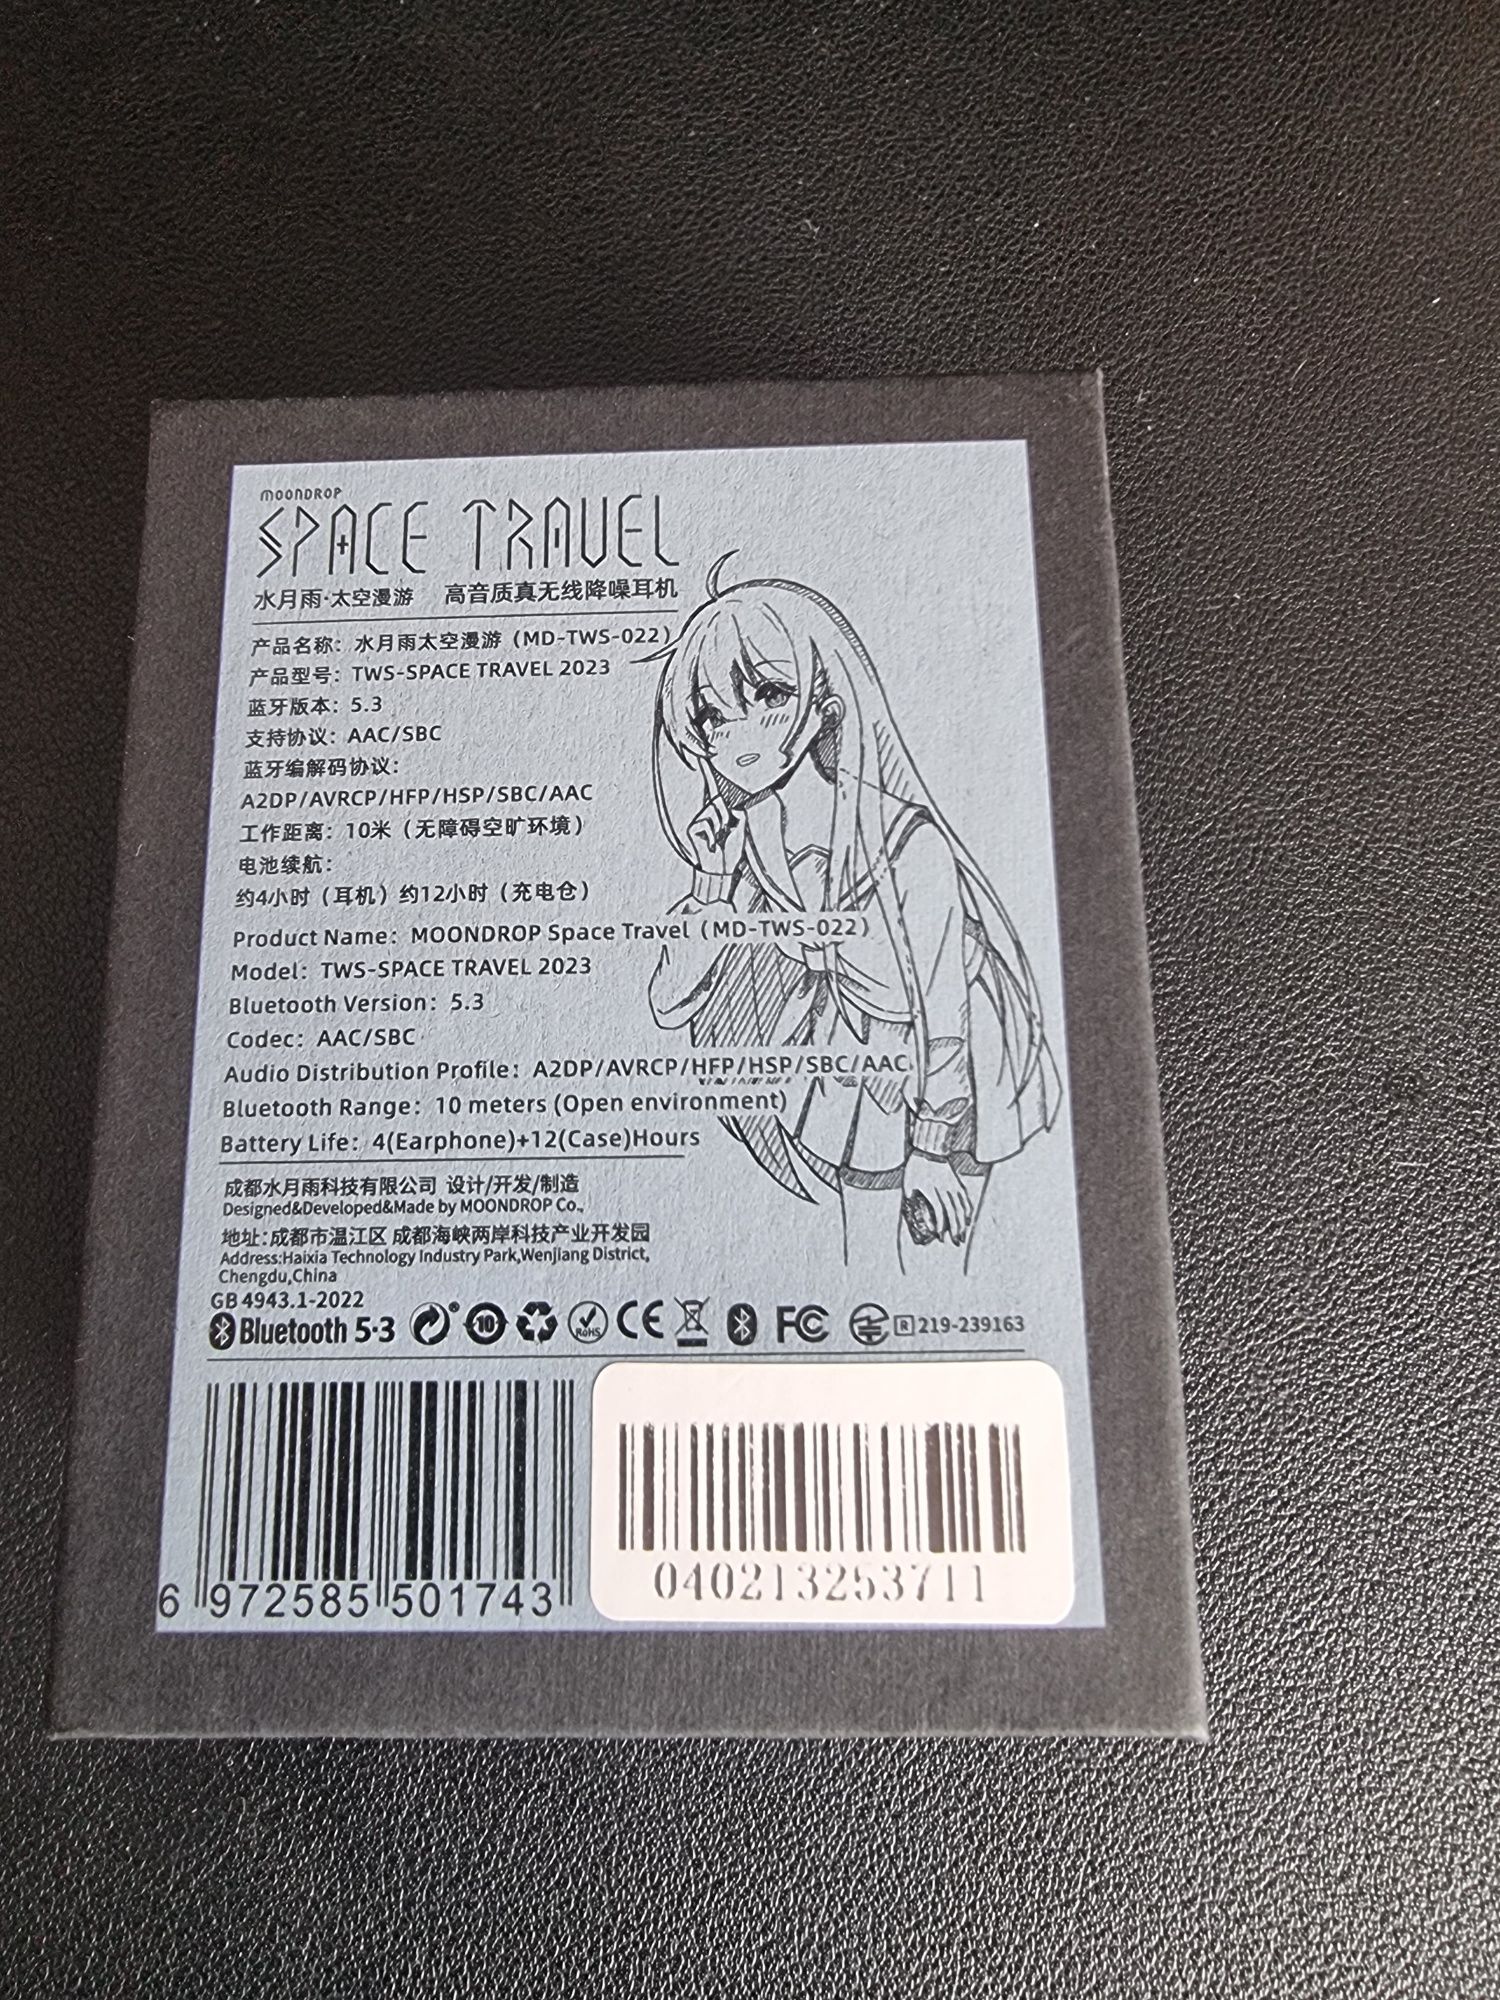 MOONDROP
SPACE TRAVEL
水月雨·太空漫游 高音质真无线降噪耳机
产品名称：水月雨太空漫游（MD-TWS-022）
产品型号：TWS-SPACE TRAVEL 2023
蓝牙版本：5.3
支持协议：AAC/SBC
蓝牙编解码协议：
A2DP/AVRCP/HFP/HSP/SBC/AAC
工作距离：10米（无障碍空旷环境）
电池续航：
约4小时（耳机）约12小时（充电仓）
Product Name：MOONDROP Space Travel（MD-TWS-022）
Model：TWS-SPACE TRAVEL 2023
Bluetooth Version：5.3
Codec：AAC/SBC
Audio Distribution Profile：A2DP/AVRCP/HFP/HSP/SBC/AAC
Bluetooth Range：10 meters (Open environment)
Battery Life：4(Earphone)+12(Case)Hours
成都水月雨科技有限公司 设计/开发/制造
Designed&Developed&Made by MOONDROP Co.,
地址:成都市温江区 成都海峡两岸科技产业开发园
Address:Haixia Technology Industry Park,Wenjiang District,
Chengdu,China
GB 4943.1-2022
Bluetooth 5.3 ® 10 RoHS CE FC R 219-239163
6 972585 501743
040213253711